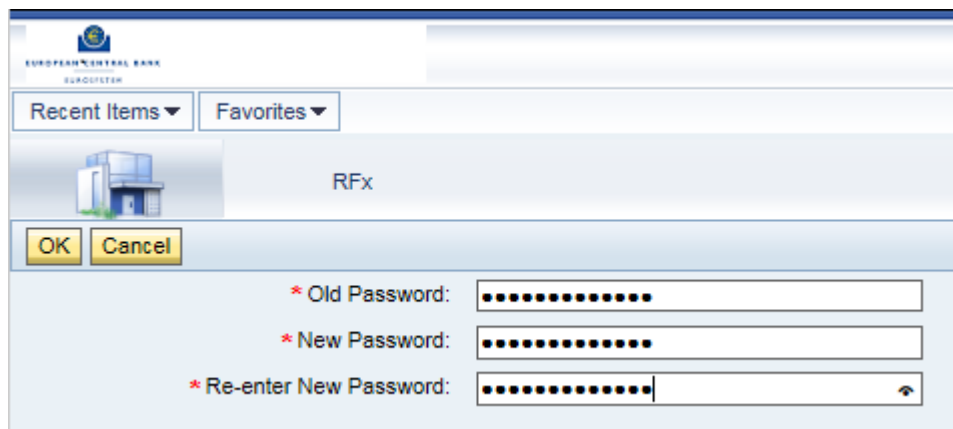 EUROPEAN CENTRAL BANK
EUROSYSTEM
Recent Items
Favorites
RFx
OK
Cancel
* Old Password: •••••••••••••
* New Password: •••••••••••••
* Re-enter New Password: •••••••••••••